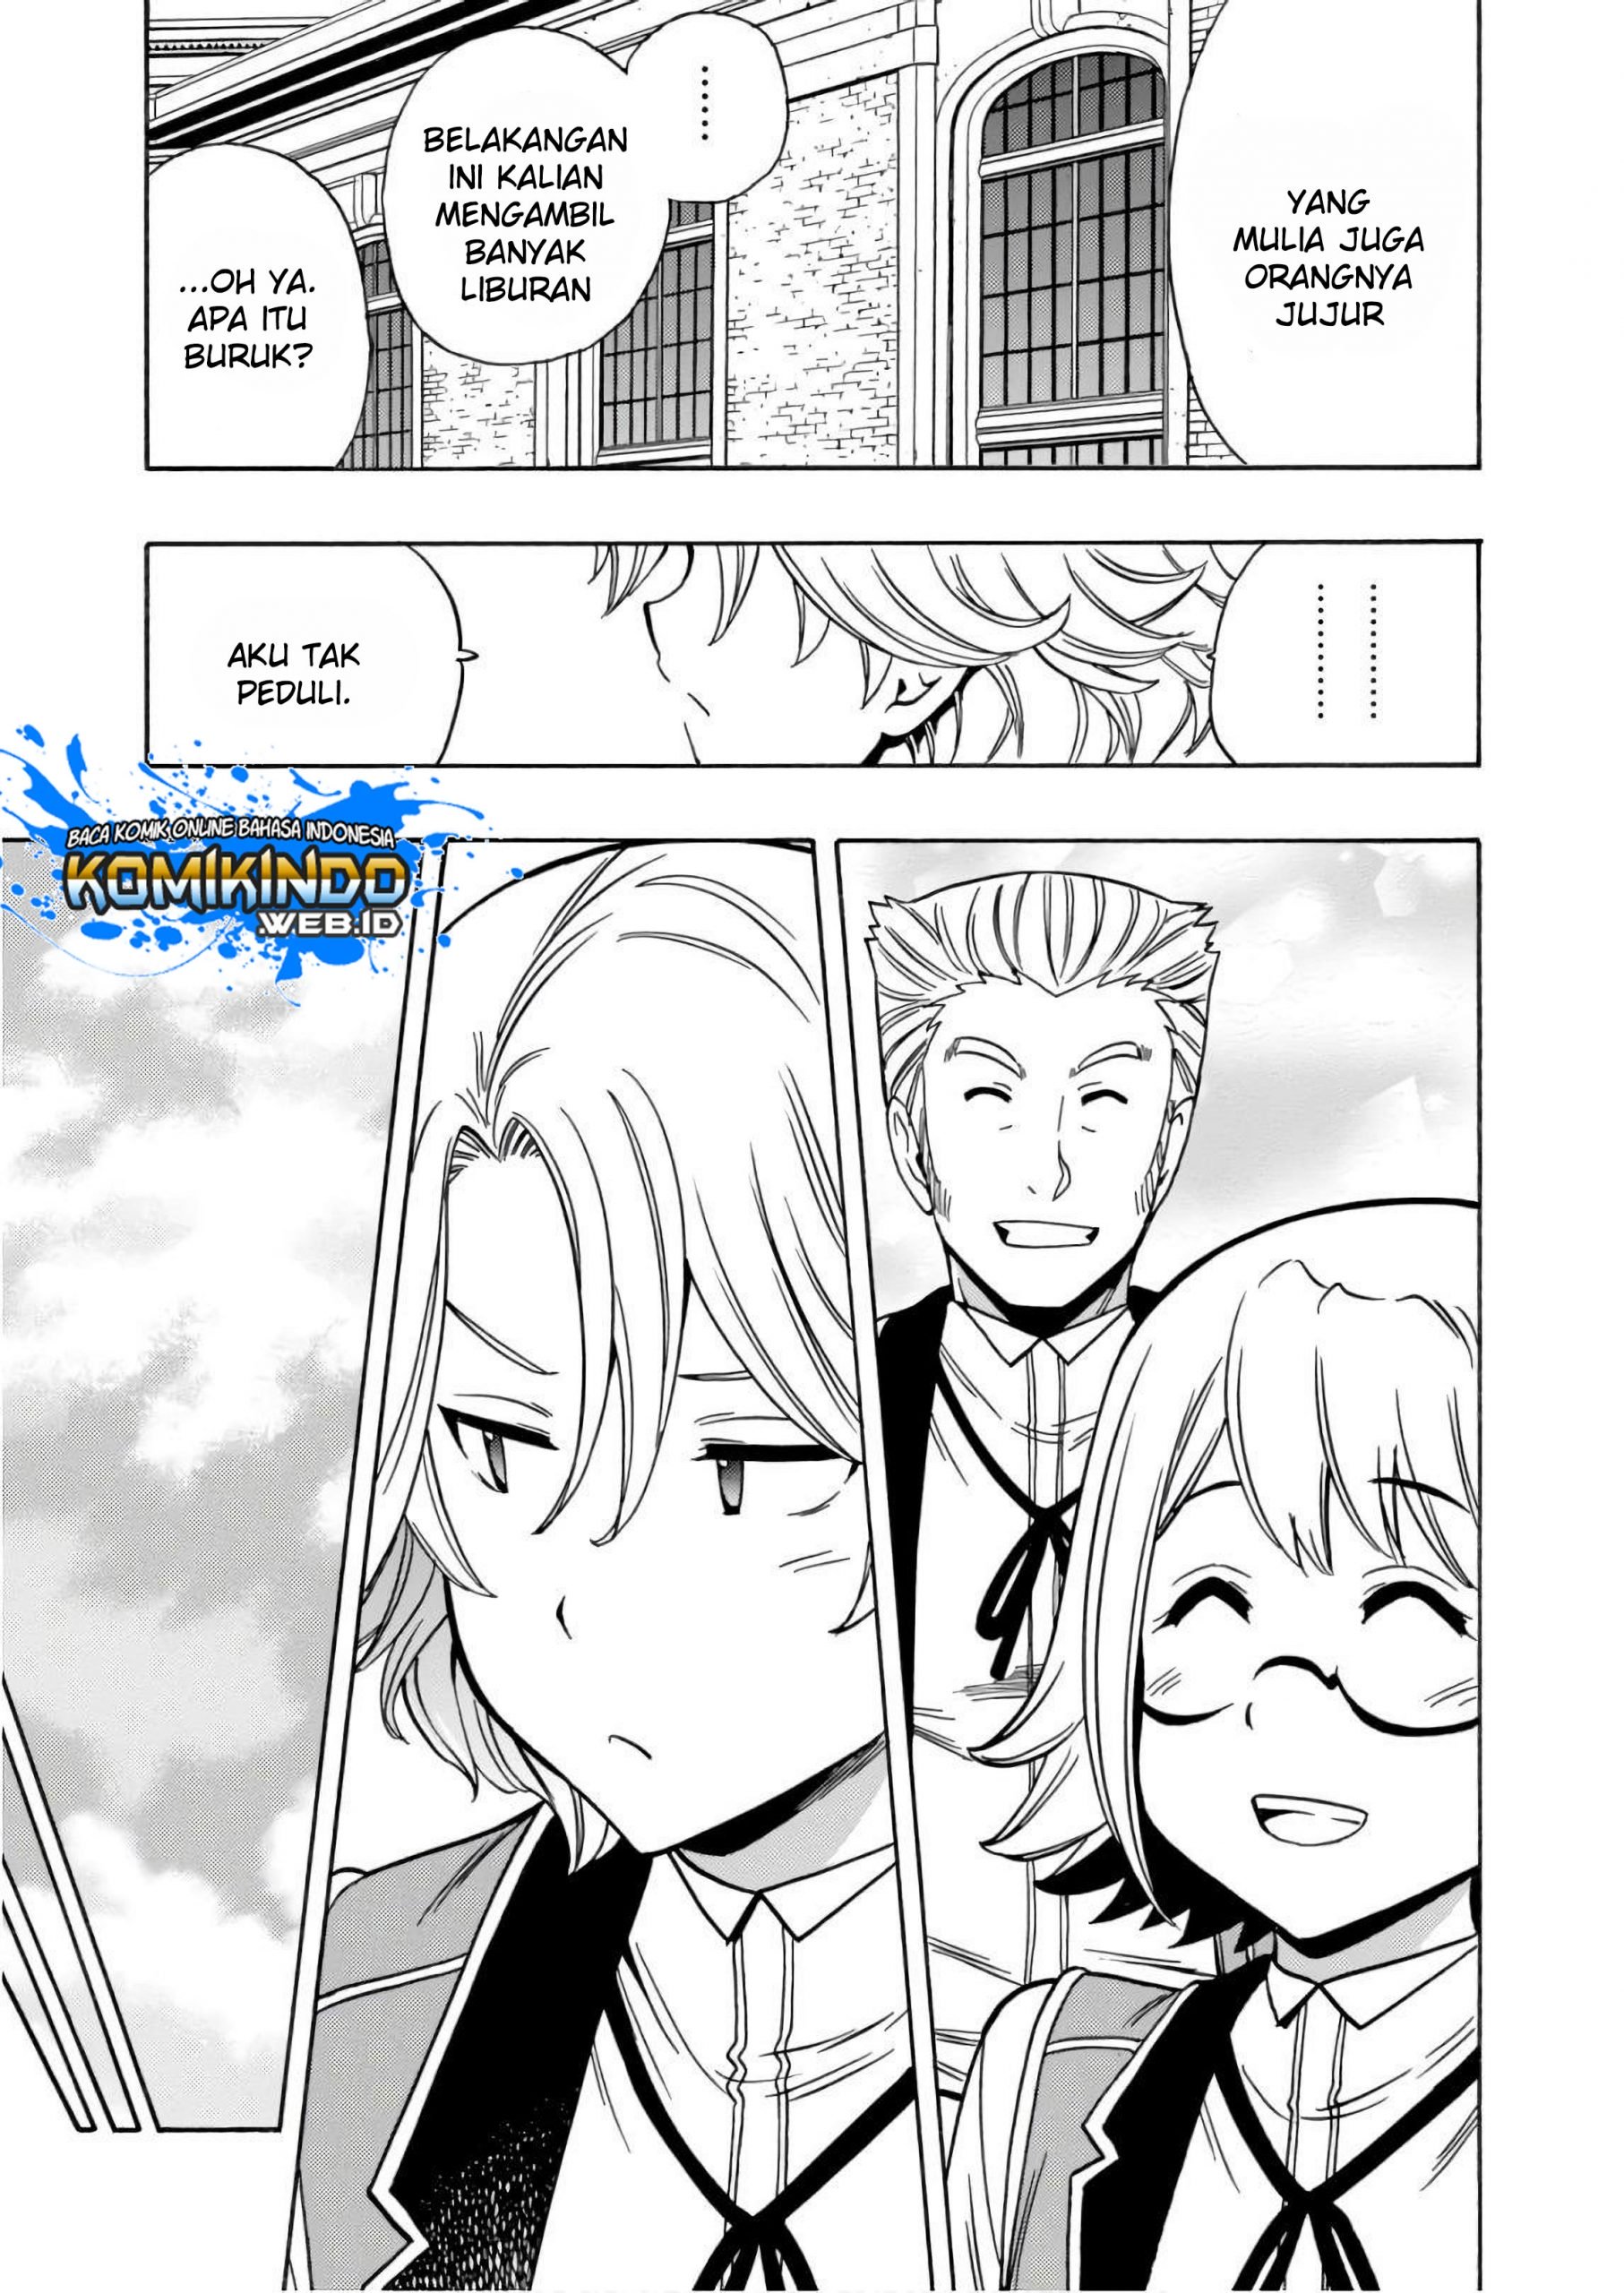 YANG
MULIA JUGA
ORANGNYA
JUJUR
......
BELAKANGAN
INI KALIAN
MENGAMBIL
BANYAK
LIBURAN
...OH YA.
APA ITU
BURUK?
AKU TAK
PEDULI.
BACA KOMIK ONLINE BAHASA INDONESIA
KOMIKINDO
.WEB.ID